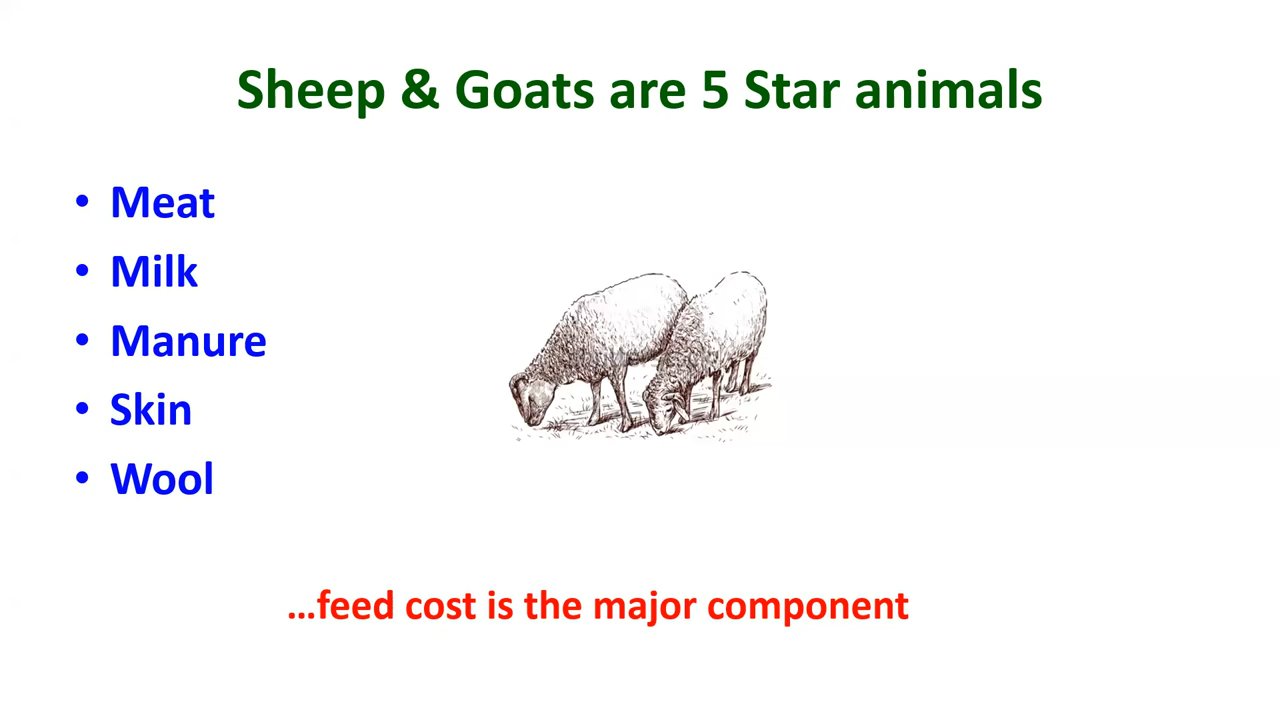 Sheep & Goats are 5 Star animals
• Meat
• Milk
• Manure
• Skin
• Wool
...feed cost is the major component